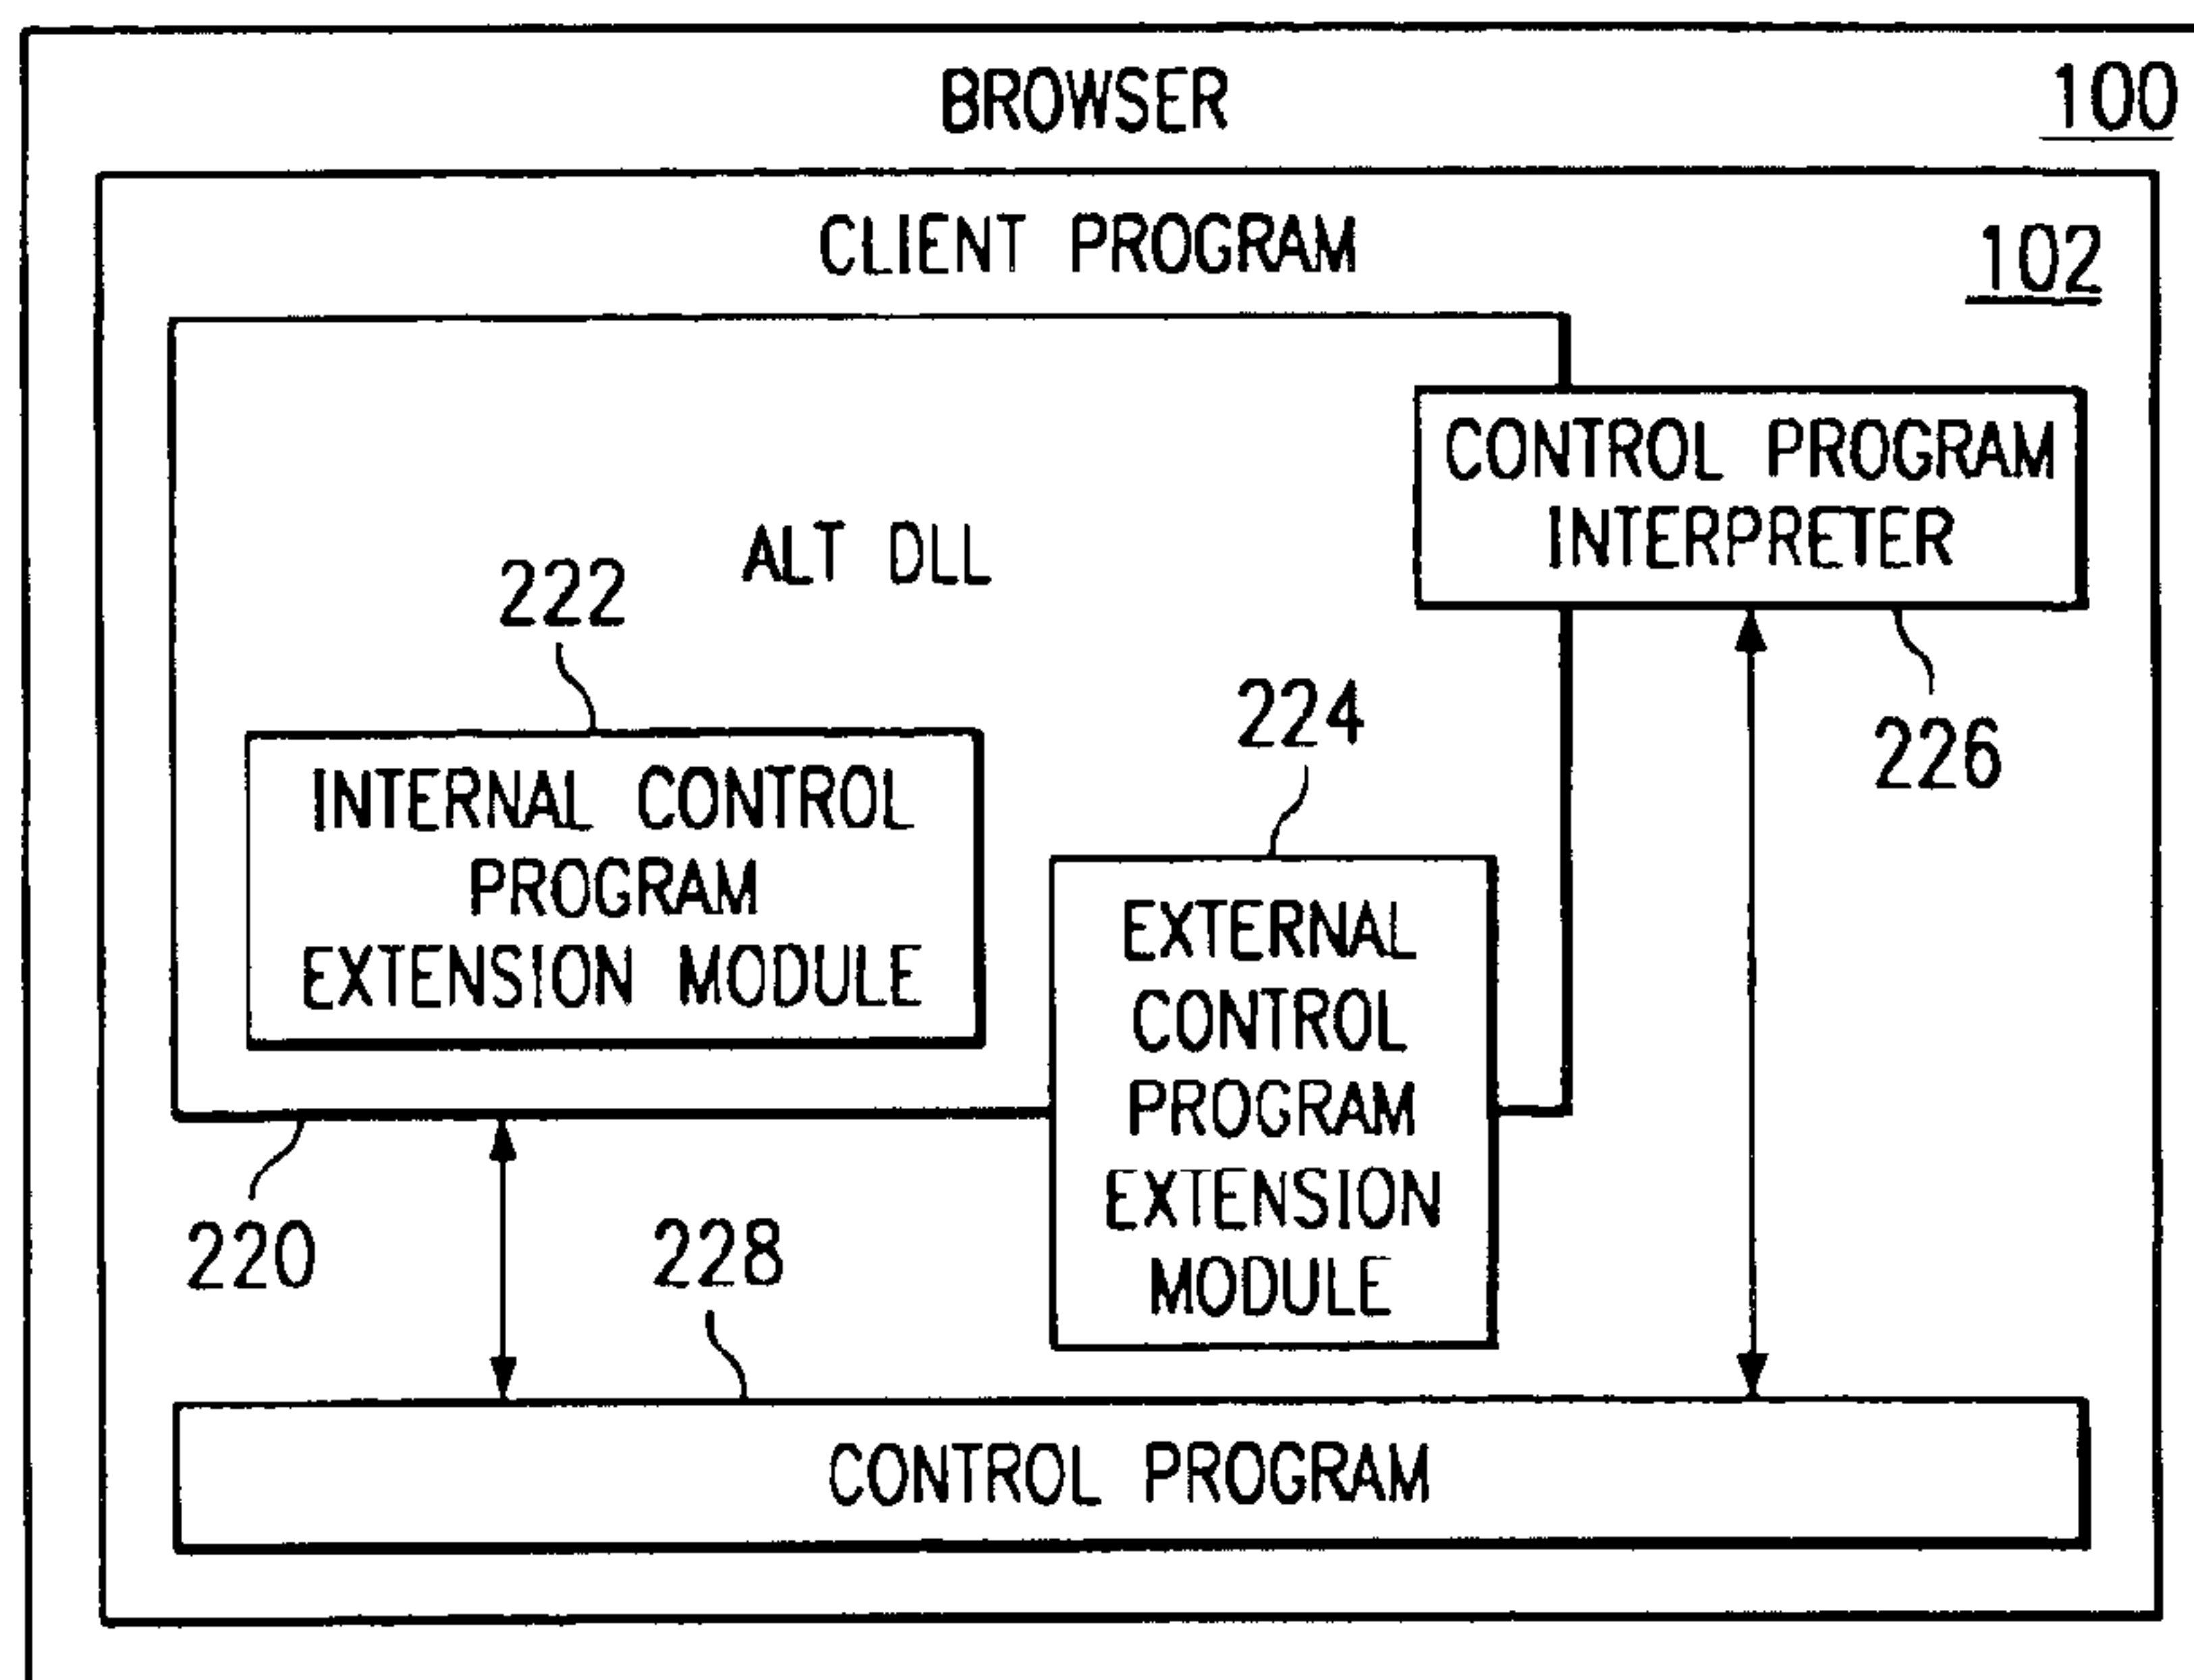 BROWSER
100
CLIENT PROGRAM
102
CONTROL PROGRAM
INTERPRETER
ALT DLL
222
224
226
INTERNAL CONTROL
PROGRAM
EXTENSION MODULE
EXTERNAL
CONTROL
PROGRAM
EXTENSION
MODULE
220
228
CONTROL PROGRAM